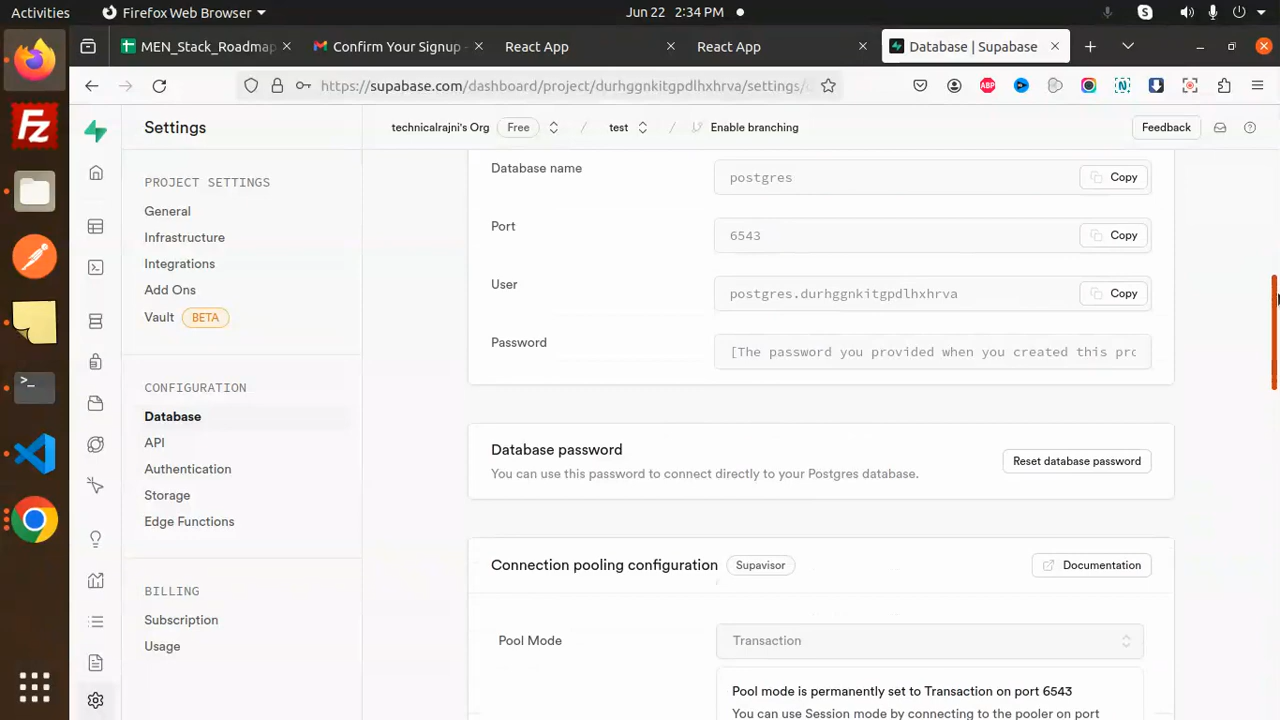 Activities
Firefox Web Browser
Jun 22 2:34 PM
MEN_Stack_Roadmap
Confirm Your Signup -
React App
React App
Database | Supabase
https://supabase.com/dashboard/project/durhggnkitgpdlhxhrva/settings/
Settings
technicalrajni's Org
Free
/
test
/
Enable branching
Feedback
PROJECT SETTINGS
General
Infrastructure
Integrations
Add Ons
Vault
BETA
CONFIGURATION
Database
API
Authentication
Storage
Edge Functions
BILLING
Subscription
Usage
Database name
postgres
Copy
Port
6543
Copy
User
postgres.durhggnkitgpdlhxhrva
Copy
Password
[The password you provided when you created this pro
Database password
You can use this password to connect directly to your Postgres database.
Reset database password
Connection pooling configuration
Supavisor
Documentation
Pool Mode
Transaction
Pool mode is permanently set to Transaction on port 6543
You can use Session mode by connecting to the pooler on port